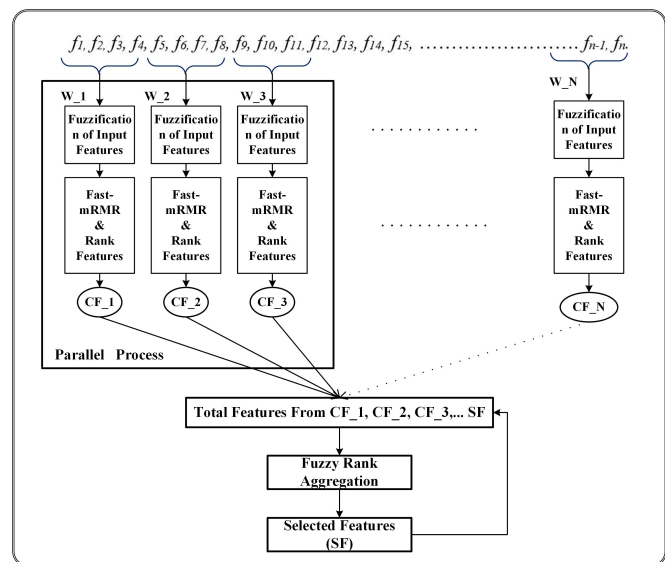 f1, f2, f3, f4, f5, f6, f7, f8, f9, f10, f11, f12, f13, f14, f15, ........................ fn-1, fn.
W_1 W_2 W_3 W_N
Fuzzificatio
n of Input
Features
Fuzzificatio
n of Input
Features
Fuzzificatio
n of Input
Features
Fuzzificatio
n of Input
Features
Fast-
mRMR
&
Rank
Features
Fast-
mRMR
&
Rank
Features
Fast-
mRMR
&
Rank
Features
Fast-
mRMR
&
Rank
Features
CF_1 CF_2 CF_3 CF_N
Parallel Process
Total Features From CF_1, CF_2, CF_3,... SF
Fuzzy Rank
Aggregation
Selected Features
(SF)